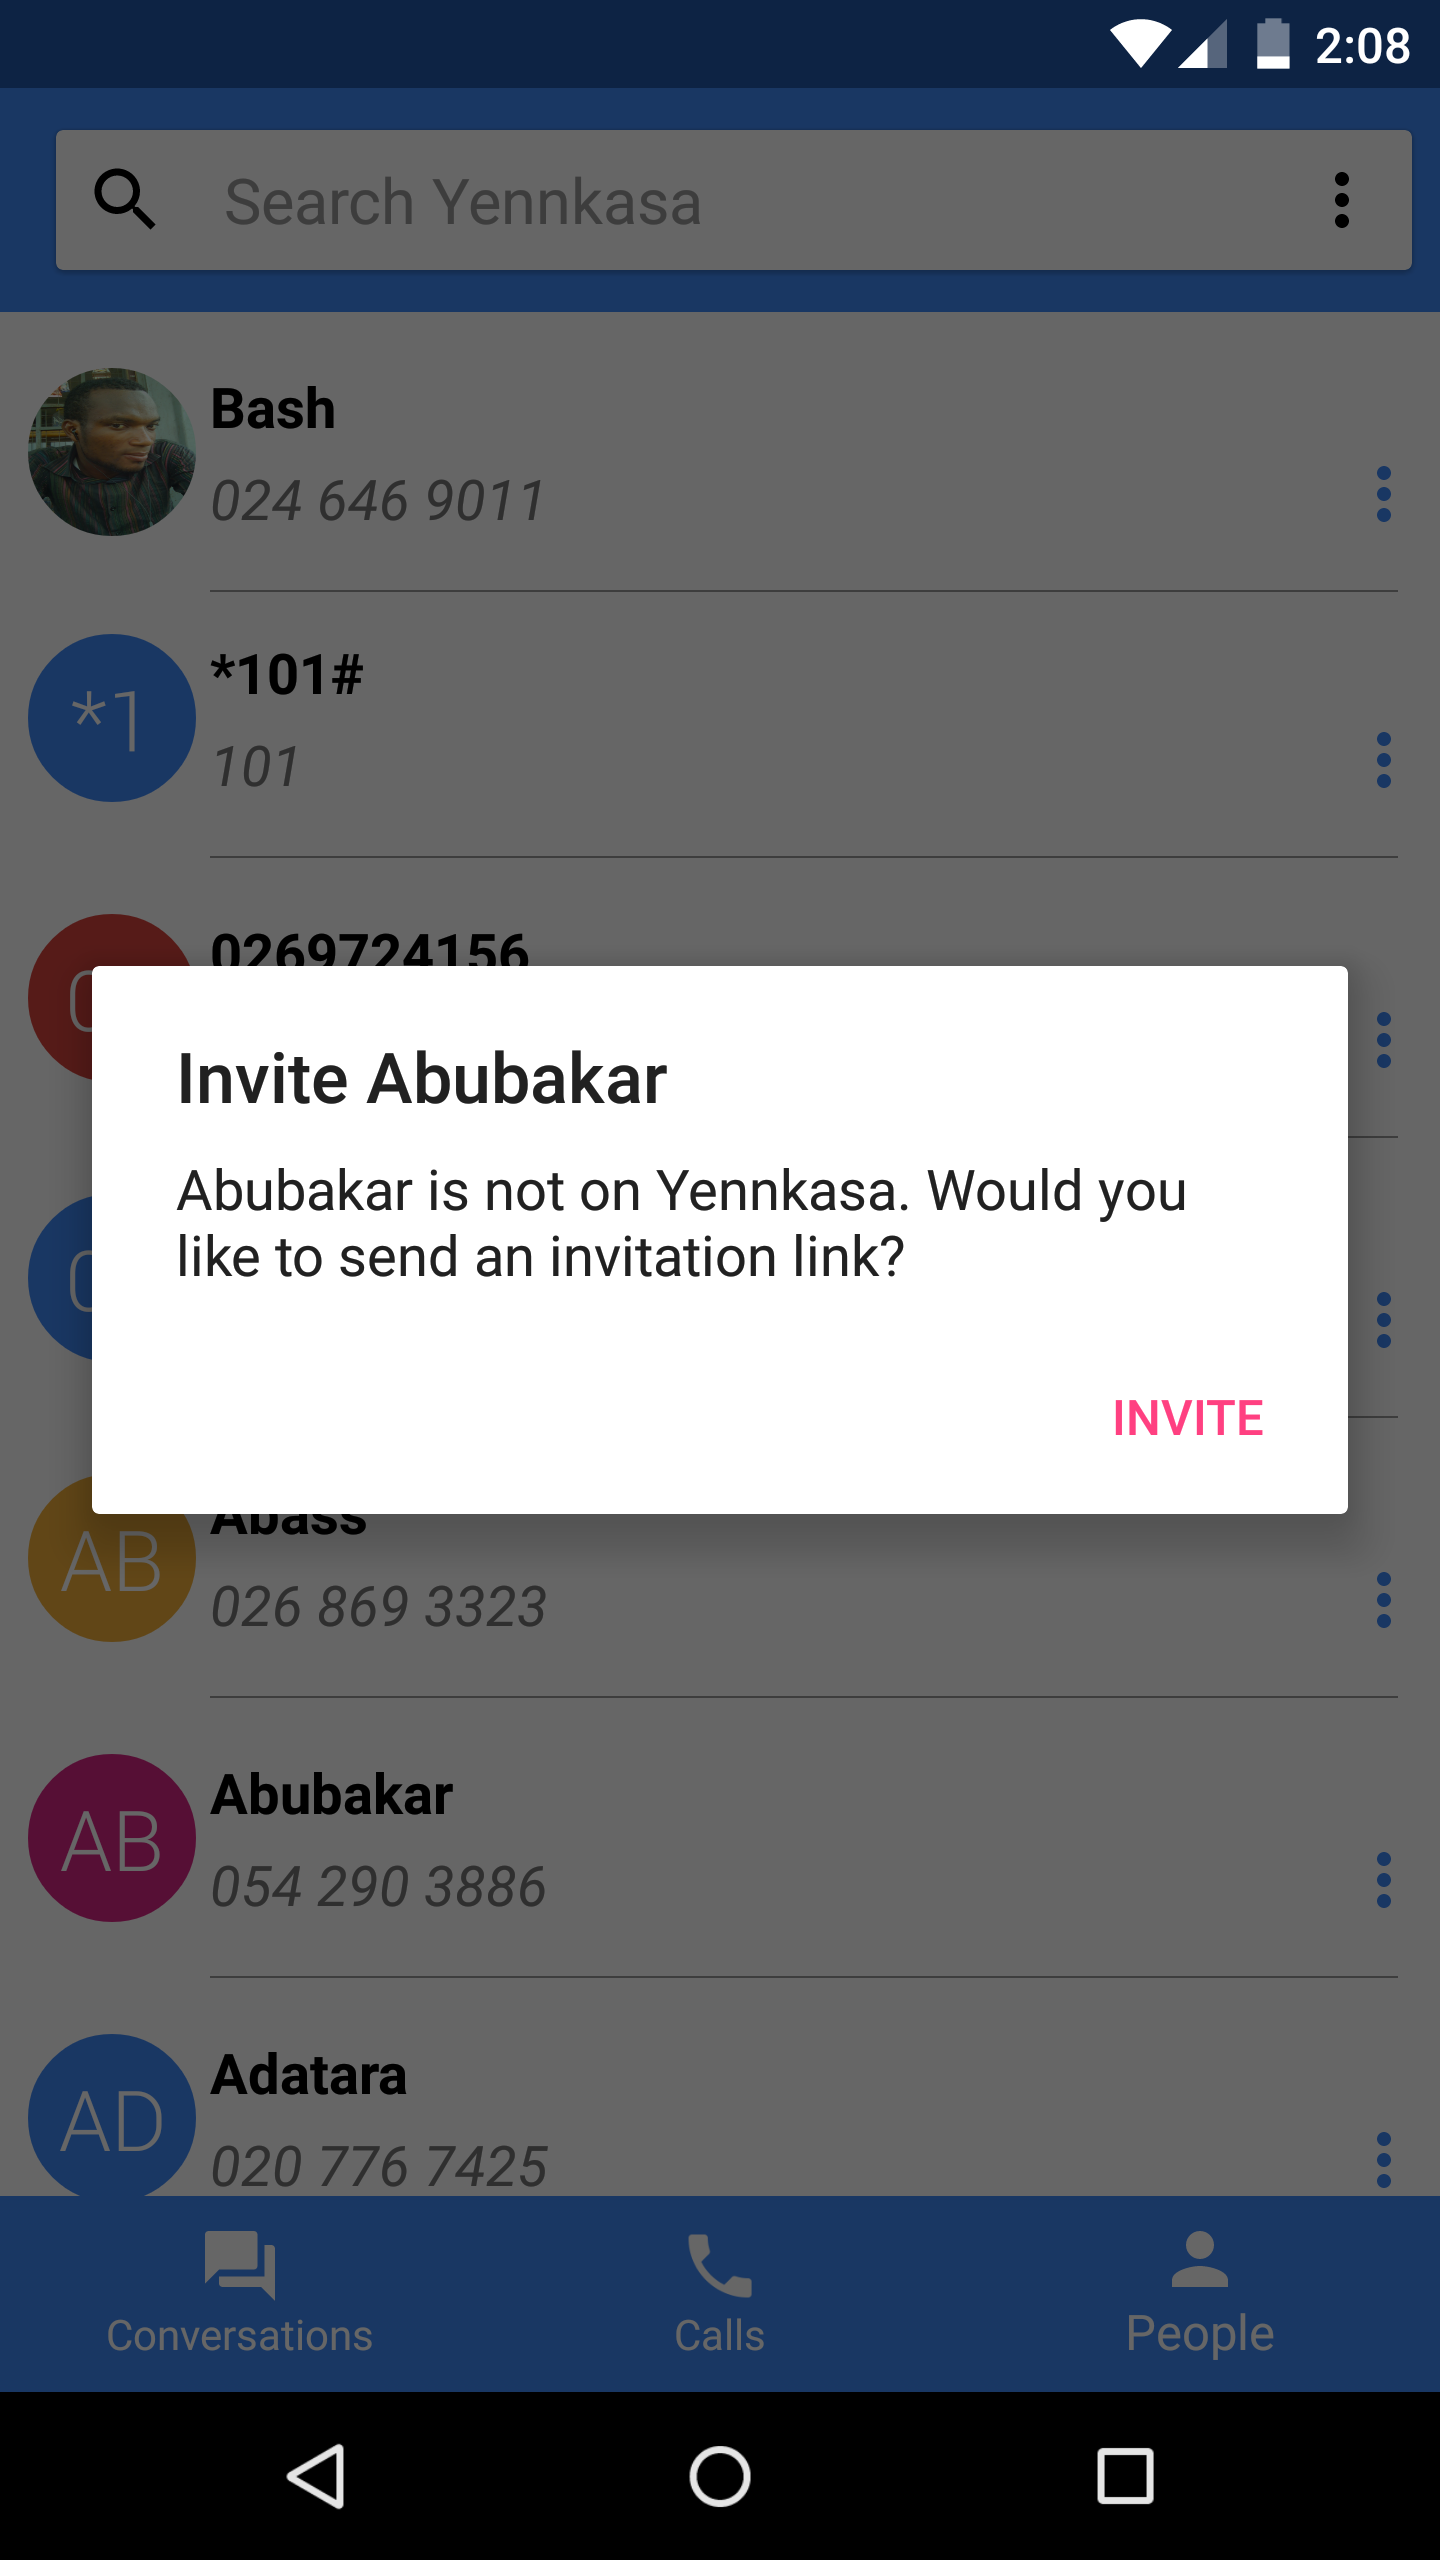 2:08
Search Yennkasa
Bash
024 646 9011
*1
*101#
101
0269724156
Invite Abubakar
Abubakar is not on Yennkasa. Would you
like to send an invitation link?
INVITE
Abass
AB
026 869 3323
Abubakar
AB
054 290 3886
Adatara
AD
020 776 7425
Conversations
Calls
People